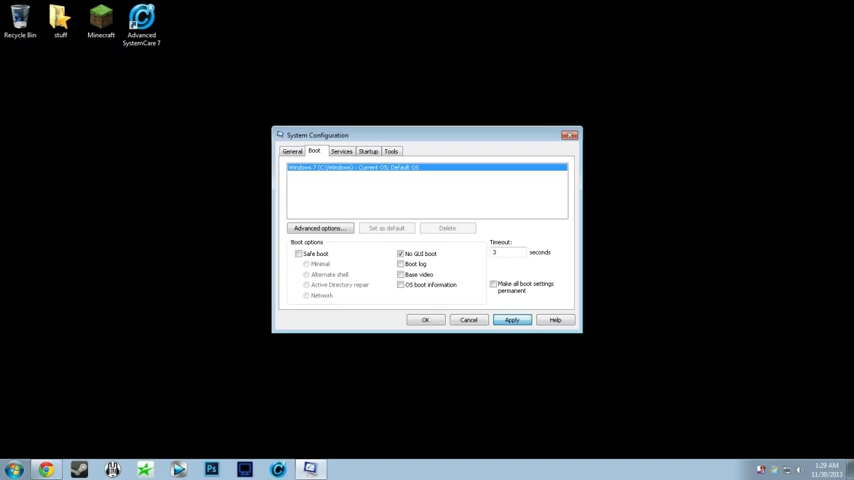 Recycle Bin
stuff
Minecraft
Advanced
SystemCare 7
System Configuration
General
Boot
Services
Startup
Tools
Windows 7 (C:\Windows) : Current OS; Default OS
Advanced options...
Set as default
Delete
Boot options
Timeout:
Safe boot
No GUI boot
3
seconds
Minimal
Boot log
Alternate shell
Base video
Active Directory repair
OS boot information
Make all boot settings
permanent
Network
OK
Cancel
Apply
Help
Ps
1:29 AM
11/30/2013